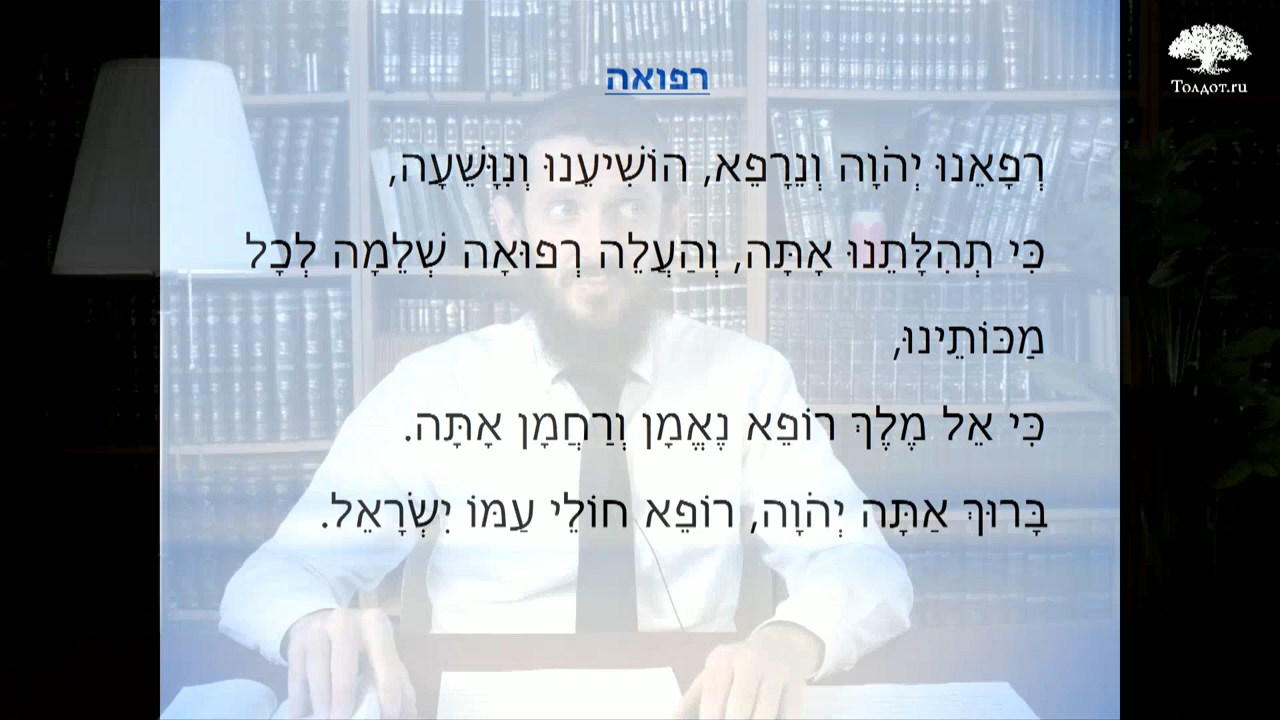 Толдот.ru
רפואה
רְפָאֵנוּ יְהֹוָה וְנֵרָפֵא, הוֹשִׁיעֵנוּ וְנִוָּשֵׁעָה,
כִּי תְהִלָּתֵנוּ אָתָּה, וְהַעֲלֵה רְפוּאָה שְׁלֵמָה לְכָל
מַכּוֹתֵינוּ,
כִּי אֵל מֶלֶךְ רוֹפֵא נֶאֱמָן וְרַחֲמָן אָתָּה.
בָּרוּךְ אַתָּה יְהֹוָה, רוֹפֵא חוֹלֵי עַמּוֹ יִשְׂרָאֵל.